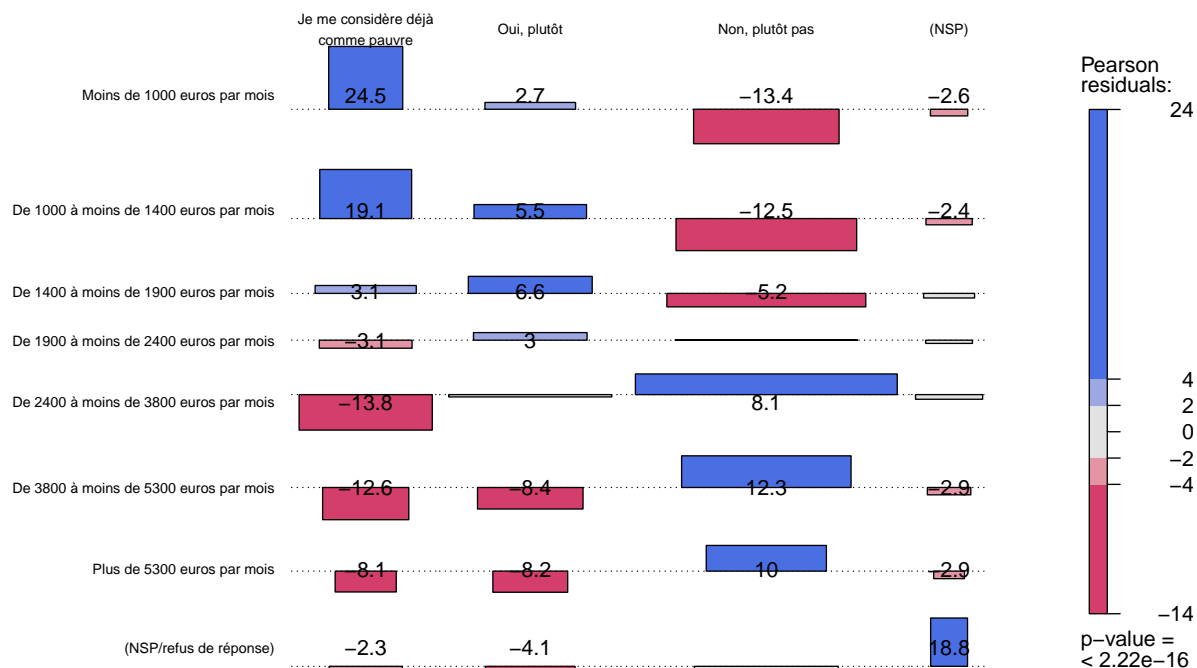 Je me considère déjà
comme pauvre
Oui, plutôt
Non, plutôt pas
(NSP)
Pearson
residuals:
Moins de 1000 euros par mois
24.5
2.7
−13.4
−2.6
24
De 1000 à moins de 1400 euros par mois
19.1
5.5
−12.5
−2.4
De 1400 à moins de 1900 euros par mois
3.1
6.6
−5.2
De 1900 à moins de 2400 euros par mois
−3.1
3
De 2400 à moins de 3800 euros par mois
−13.8
8.1
4
2
0
−2
−4
De 3800 à moins de 5300 euros par mois
−12.6
−8.4
12.3
−2.9
Plus de 5300 euros par mois
−8.1
−8.2
10
−2.9
−14
(NSP/refus de réponse)
−2.3
−4.1
18.8
p−value =
< 2.22e−16